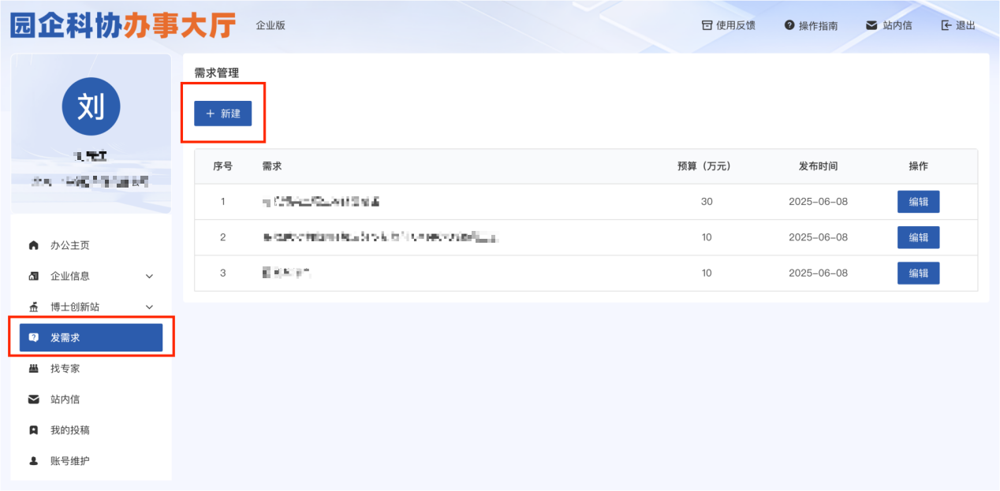 园企科协办事大厅 企业版 使用反馈 操作指南 站内信 退出
刘
办公主页
企业信息
博士创新站
发需求
找专家
站内信
我的投稿
账号维护
需求管理
+ 新建
序号 需求 预算（万元） 发布时间 操作
1 30 2025-06-08 编辑
2 10 2025-06-08 编辑
3 10 2025-06-08 编辑